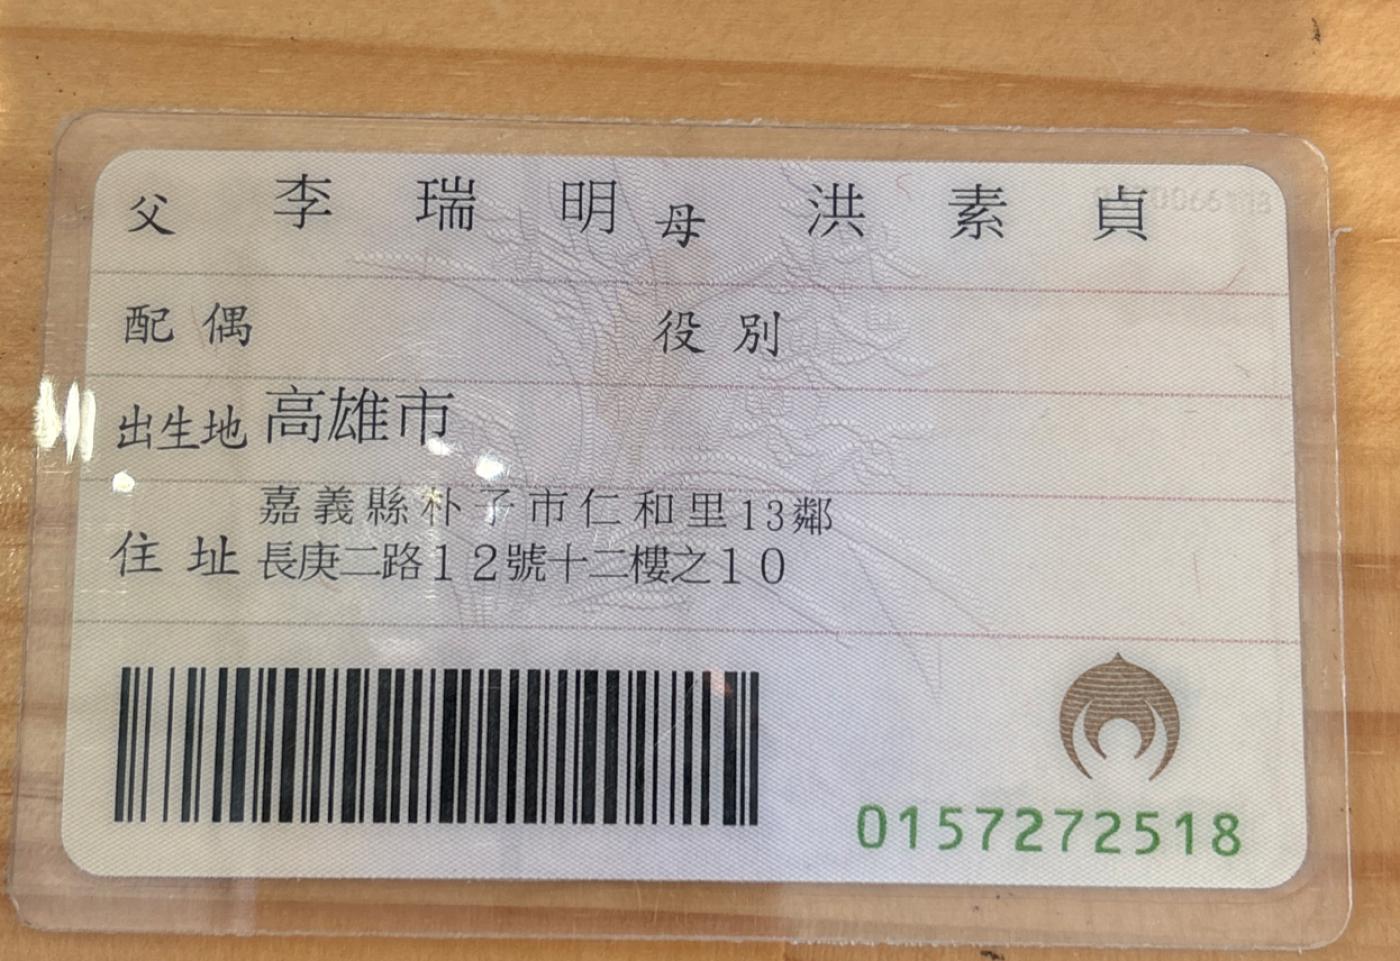 父 李瑞明 母 洪素貞
配偶 役別
出生地 高雄市
住址 嘉義縣朴子市仁和里13鄰
長庚二路12號十二樓之10
0157272518